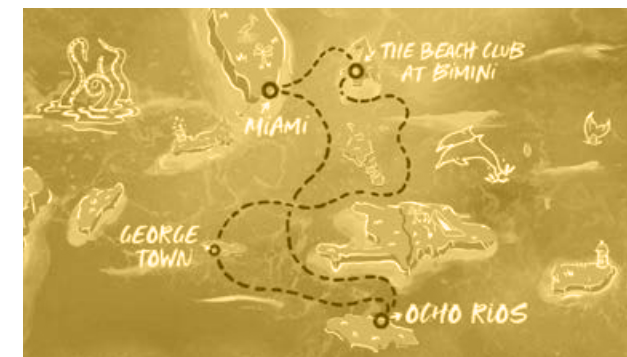 THE BEACH CLUB
AT BiMiNi
MiAMi
GEORGE
TOWN
OCHO RiOS